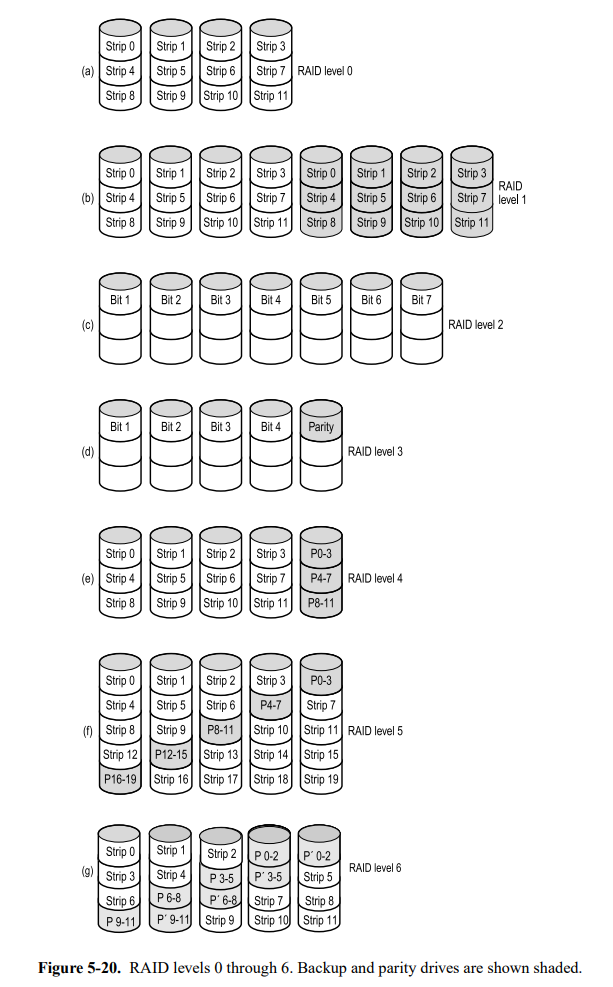 Strip 0 Strip 1 Strip 2 Strip 3
(a) Strip 4 Strip 5 Strip 6 Strip 7 RAID level 0
Strip 8 Strip 9 Strip 10 Strip 11
Strip 0 Strip 1 Strip 2 Strip 3 Strip 0 Strip 1 Strip 2 Strip 3
(b) Strip 4 Strip 5 Strip 6 Strip 7 Strip 4 Strip 5 Strip 6 Strip 7 RAID level 1
Strip 8 Strip 9 Strip 10 Strip 11 Strip 8 Strip 9 Strip 10 Strip 11
Bit 1 Bit 2 Bit 3 Bit 4 Bit 5 Bit 6 Bit 7
(c) RAID level 2
Bit 1 Bit 2 Bit 3 Bit 4 Parity
(d) RAID level 3
Strip 0 Strip 1 Strip 2 Strip 3 P0-3
(e) Strip 4 Strip 5 Strip 6 Strip 7 P4-7 RAID level 4
Strip 8 Strip 9 Strip 10 Strip 11 P8-11
Strip 0 Strip 1 Strip 2 Strip 3 P0-3
Strip 4 Strip 5 Strip 6 P4-7 Strip 7
(f) Strip 8 Strip 9 P8-11 Strip 10 Strip 11 RAID level 5
Strip 12 P12-15 Strip 13 Strip 14 Strip 15
P16-19 Strip 16 Strip 17 Strip 18 Strip 19
Strip 0 Strip 1 Strip 2 P 0-2 P´ 0-2
(g) Strip 3 Strip 4 P 3-5 P´ 3-5 Strip 5 RAID level 6
Strip 6 P 6-8 P´ 6-8 Strip 7 Strip 8
P 9-11 P´ 9-11 Strip 9 Strip 10 Strip 11
Figure 5-20. RAID levels 0 through 6. Backup and parity drives are shown shaded.